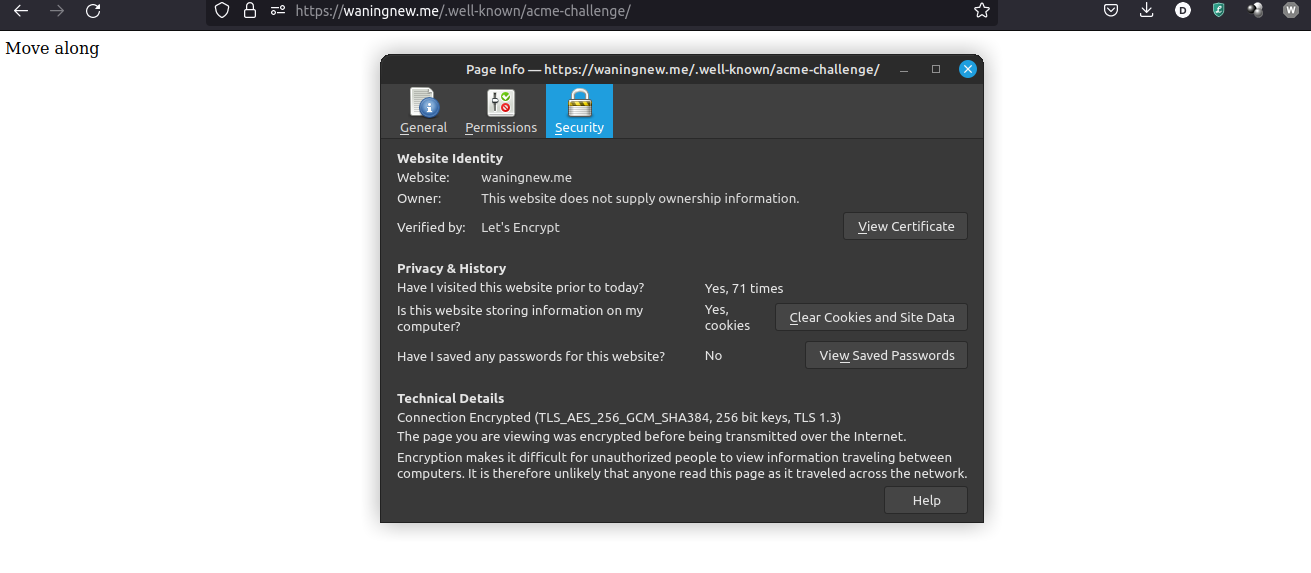 https://waningnew.me/.well-known/acme-challenge/
D
W
Move along
Page Info — https://waningnew.me/.well-known/acme-challenge/
General
Permissions
Security
Website Identity
Website: waningnew.me
Owner: This website does not supply ownership information.
Verified by: Let's Encrypt
View Certificate
Privacy & History
Have I visited this website prior to today? Yes, 71 times
Is this website storing information on my
computer?
Yes,
cookies
Clear Cookies and Site Data
Have I saved any passwords for this website? No
View Saved Passwords
Technical Details
Connection Encrypted (TLS_AES_256_GCM_SHA384, 256 bit keys, TLS 1.3)
The page you are viewing was encrypted before being transmitted over the Internet.
Encryption makes it difficult for unauthorized people to view information traveling between
computers. It is therefore unlikely that anyone read this page as it traveled across the network.
Help